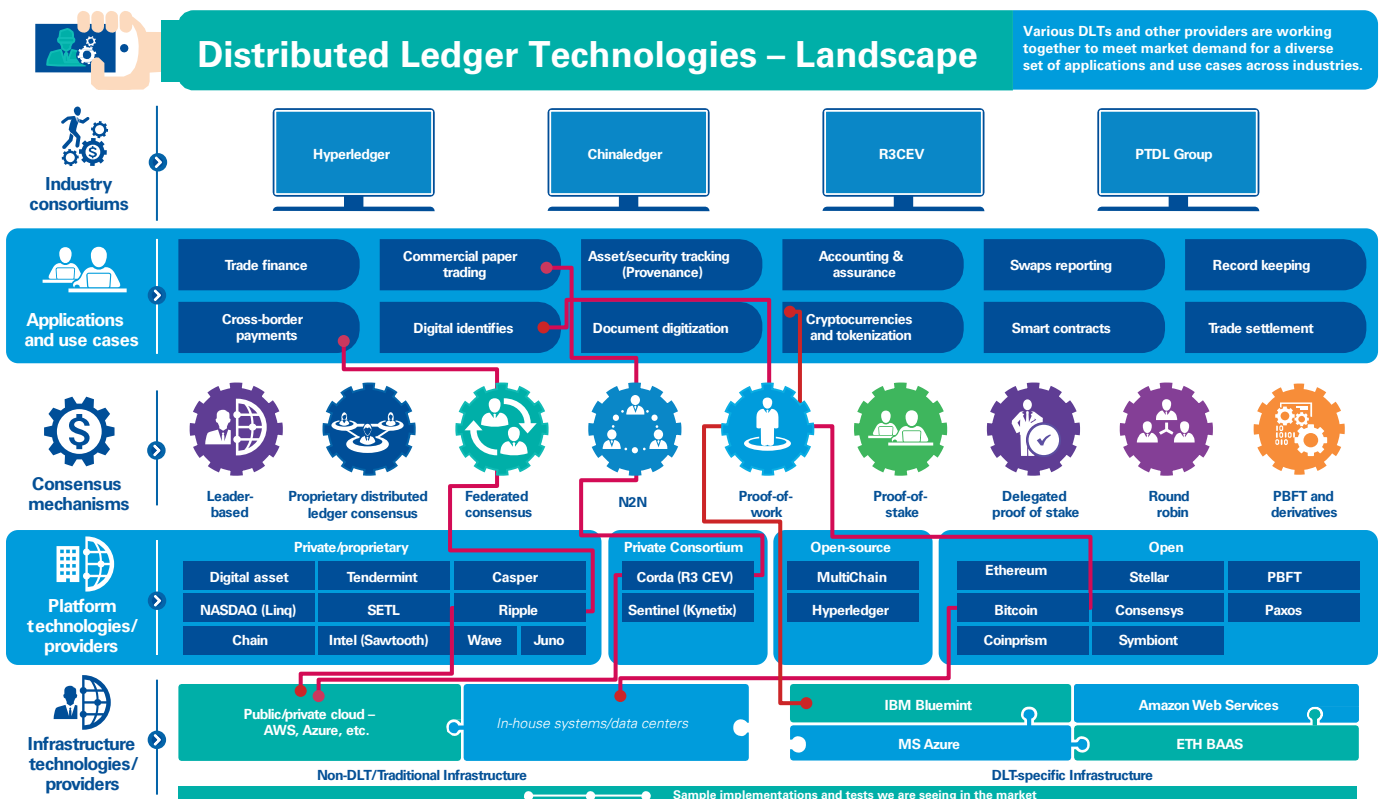 Distributed Ledger Technologies – Landscape
Various DLTs and other providers are working
together to meet market demand for a diverse
set of applications and use cases across industries.
Industry
consortiums
Hyperledger
Chinaledger
R3CEV
PTDL Group
Applications
and use cases
Trade finance
Commercial paper
trading
Asset/security tracking
(Provenance)
Accounting &
assurance
Swaps reporting
Record keeping
Cross-border
payments
Digital identifies
Document digitization
Cryptocurrencies
and tokenization
Smart contracts
Trade settlement
Consensus
mechanisms
Leader-
based
Proprietary distributed
ledger consensus
Federated
consensus
N2N
Proof-of-
work
Proof-of-
stake
Delegated
proof of stake
Round
robin
10
10101
010
PBFT and
derivatives
Platform
technologies/
providers
Private/proprietary
Digital asset
Tendermint
Casper
NASDAQ (Linq)
SETL
Ripple
Chain
Intel (Sawtooth)
Wave
Juno
Private Consortium
Corda (R3 CEV)
Sentinel (Kynetix)
Open-source
MultiChain
Hyperledger
Open
Ethereum
Stellar
PBFT
Bitcoin
Consensys
Paxos
Coinprism
Symbiont
Infrastructure
technologies/
providers
Public/private cloud –
AWS, Azure, etc.
In-house systems/data centers
IBM Bluemint
Amazon Web Services
MS Azure
ETH BAAS
Non-DLT/Traditional Infrastructure
DLT-specific Infrastructure
Sample implementations and tests we are seeing in the market